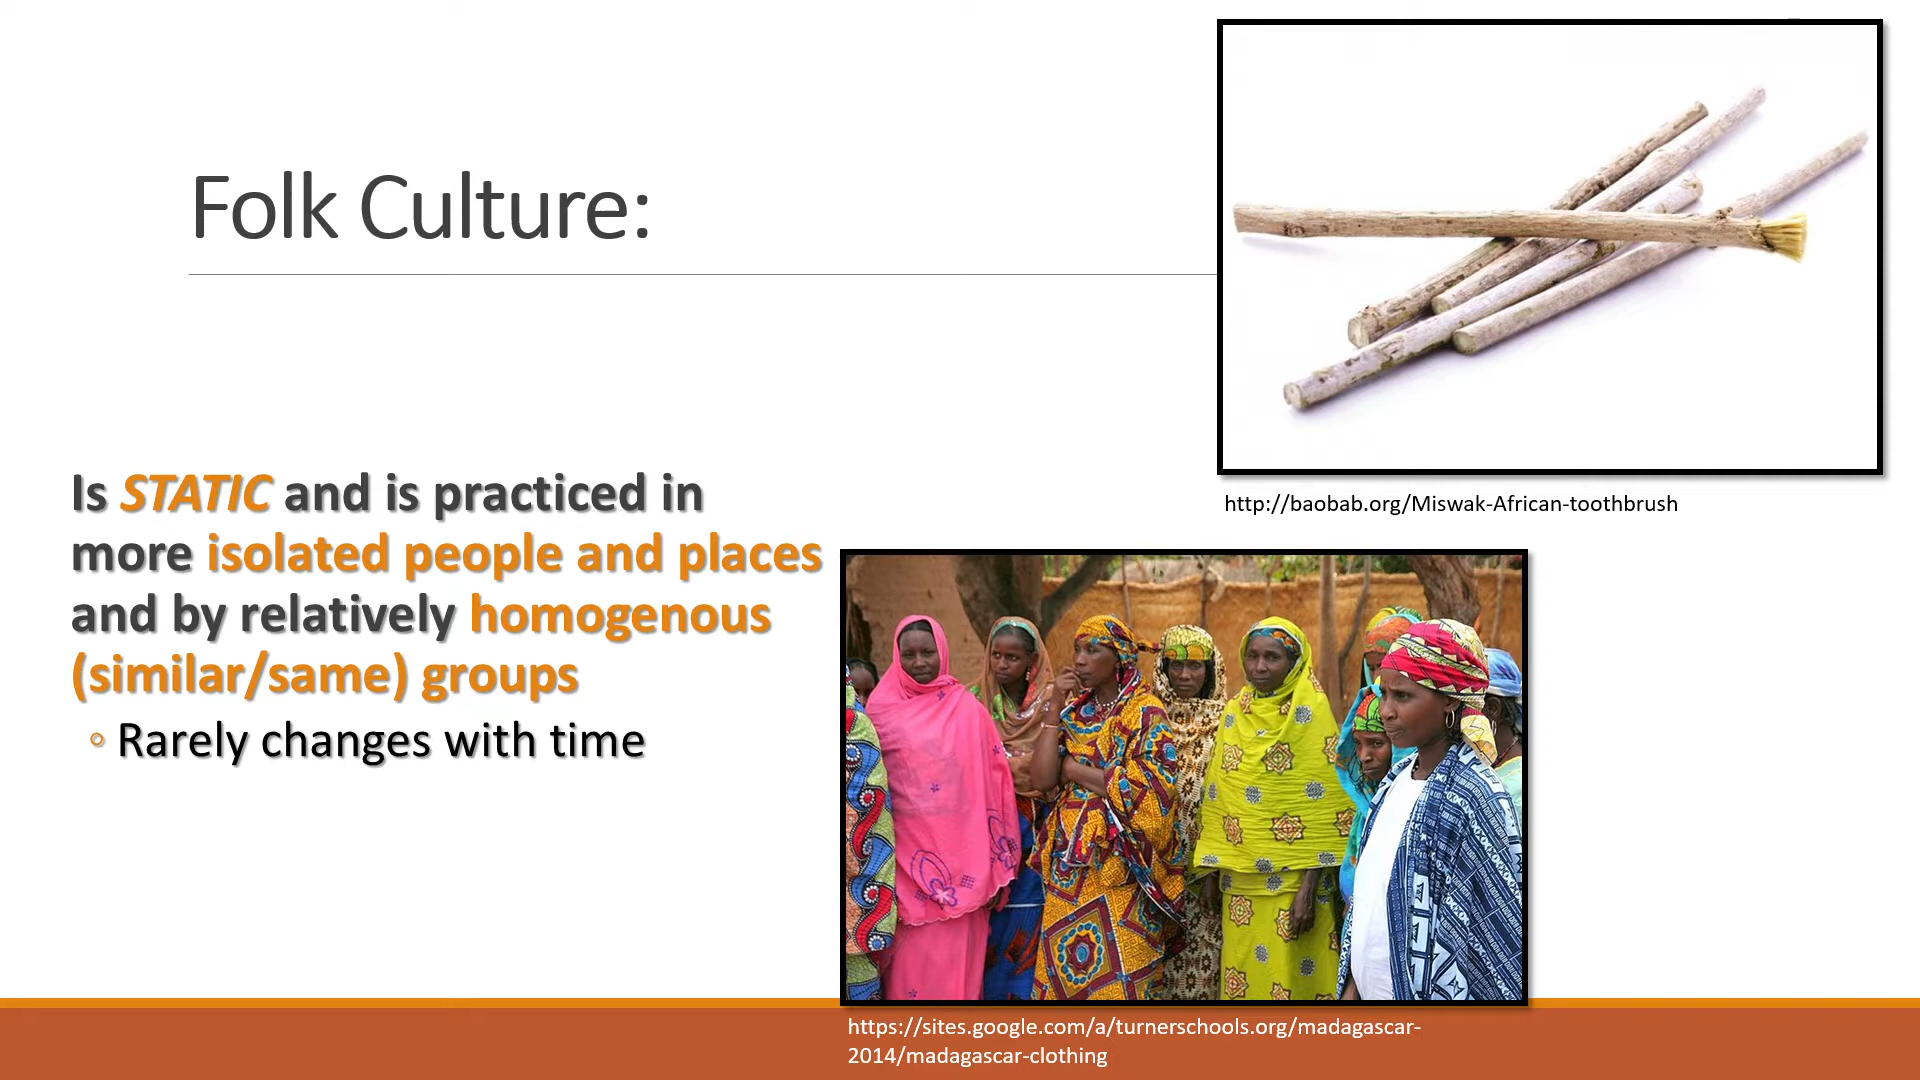 Folk Culture:
Is STATIC and is practiced in
more isolated people and places
and by relatively homogenous
(similar/same) groups
Rarely changes with time
http://baobab.org/Miswak-African-toothbrush
https://sites.google.com/a/turnerschools.org/madagascar-
2014/madagascar-clothing